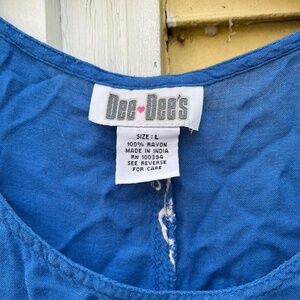 Dee Dee's
SIZE: L
100% RAYON
MADE IN INDIA
RN 100394
SEE REVERSE
FOR CARE